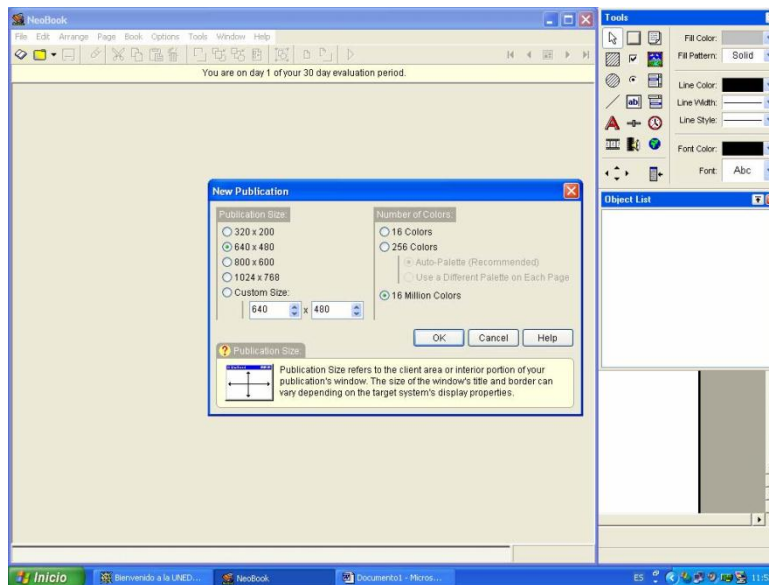 NeoBook
File Edit Arrange Page Book Options Tools Window Help
You are on day 1 of your 30 day evaluation period.
New Publication
Publication Size:
320 x 200
640 x 480
800 x 600
1024 x 768
Custom Size:
640 x 480
Number of Colors:
16 Colors
256 Colors
Auto-Palette (Recommended)
Use a Different Palette on Each Page
16 Million Colors
OK Cancel Help
Publication Size:
Publication Size refers to the client area or interior portion of your
publication's window. The size of the window's title and border can
vary depending on the target system's display properties.
Tools
Fill Color:
Fill Pattern: Solid
Line Color:
Line Width:
Line Style:
Font Color:
Font: Abc
ab
A
Object List
Inicio
Bienvenido a la UNED...
NeoBook
Documento1 - Micros...
ES